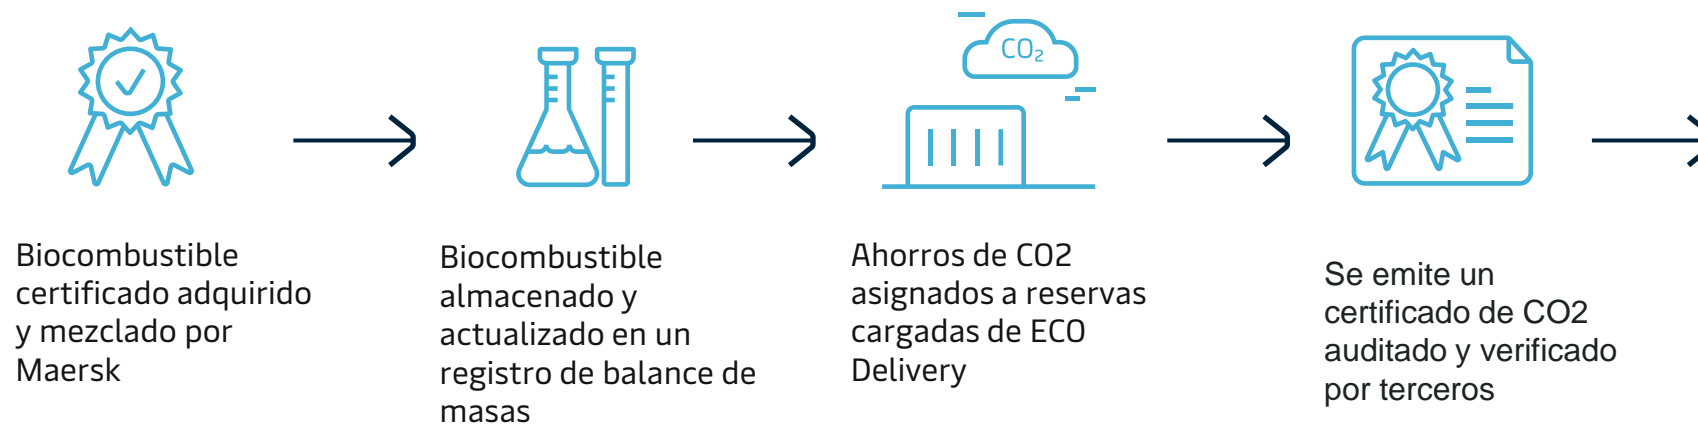 CO₂
Biocombustible
certificado adquirido
y mezclado por
Maersk
Biocombustible
almacenado y
actualizado en un
registro de balance de
masas
Ahorros de CO2
asignados a reservas
cargadas de ECO
Delivery
Se emite un
certificado de CO2
auditado y verificado
por terceros